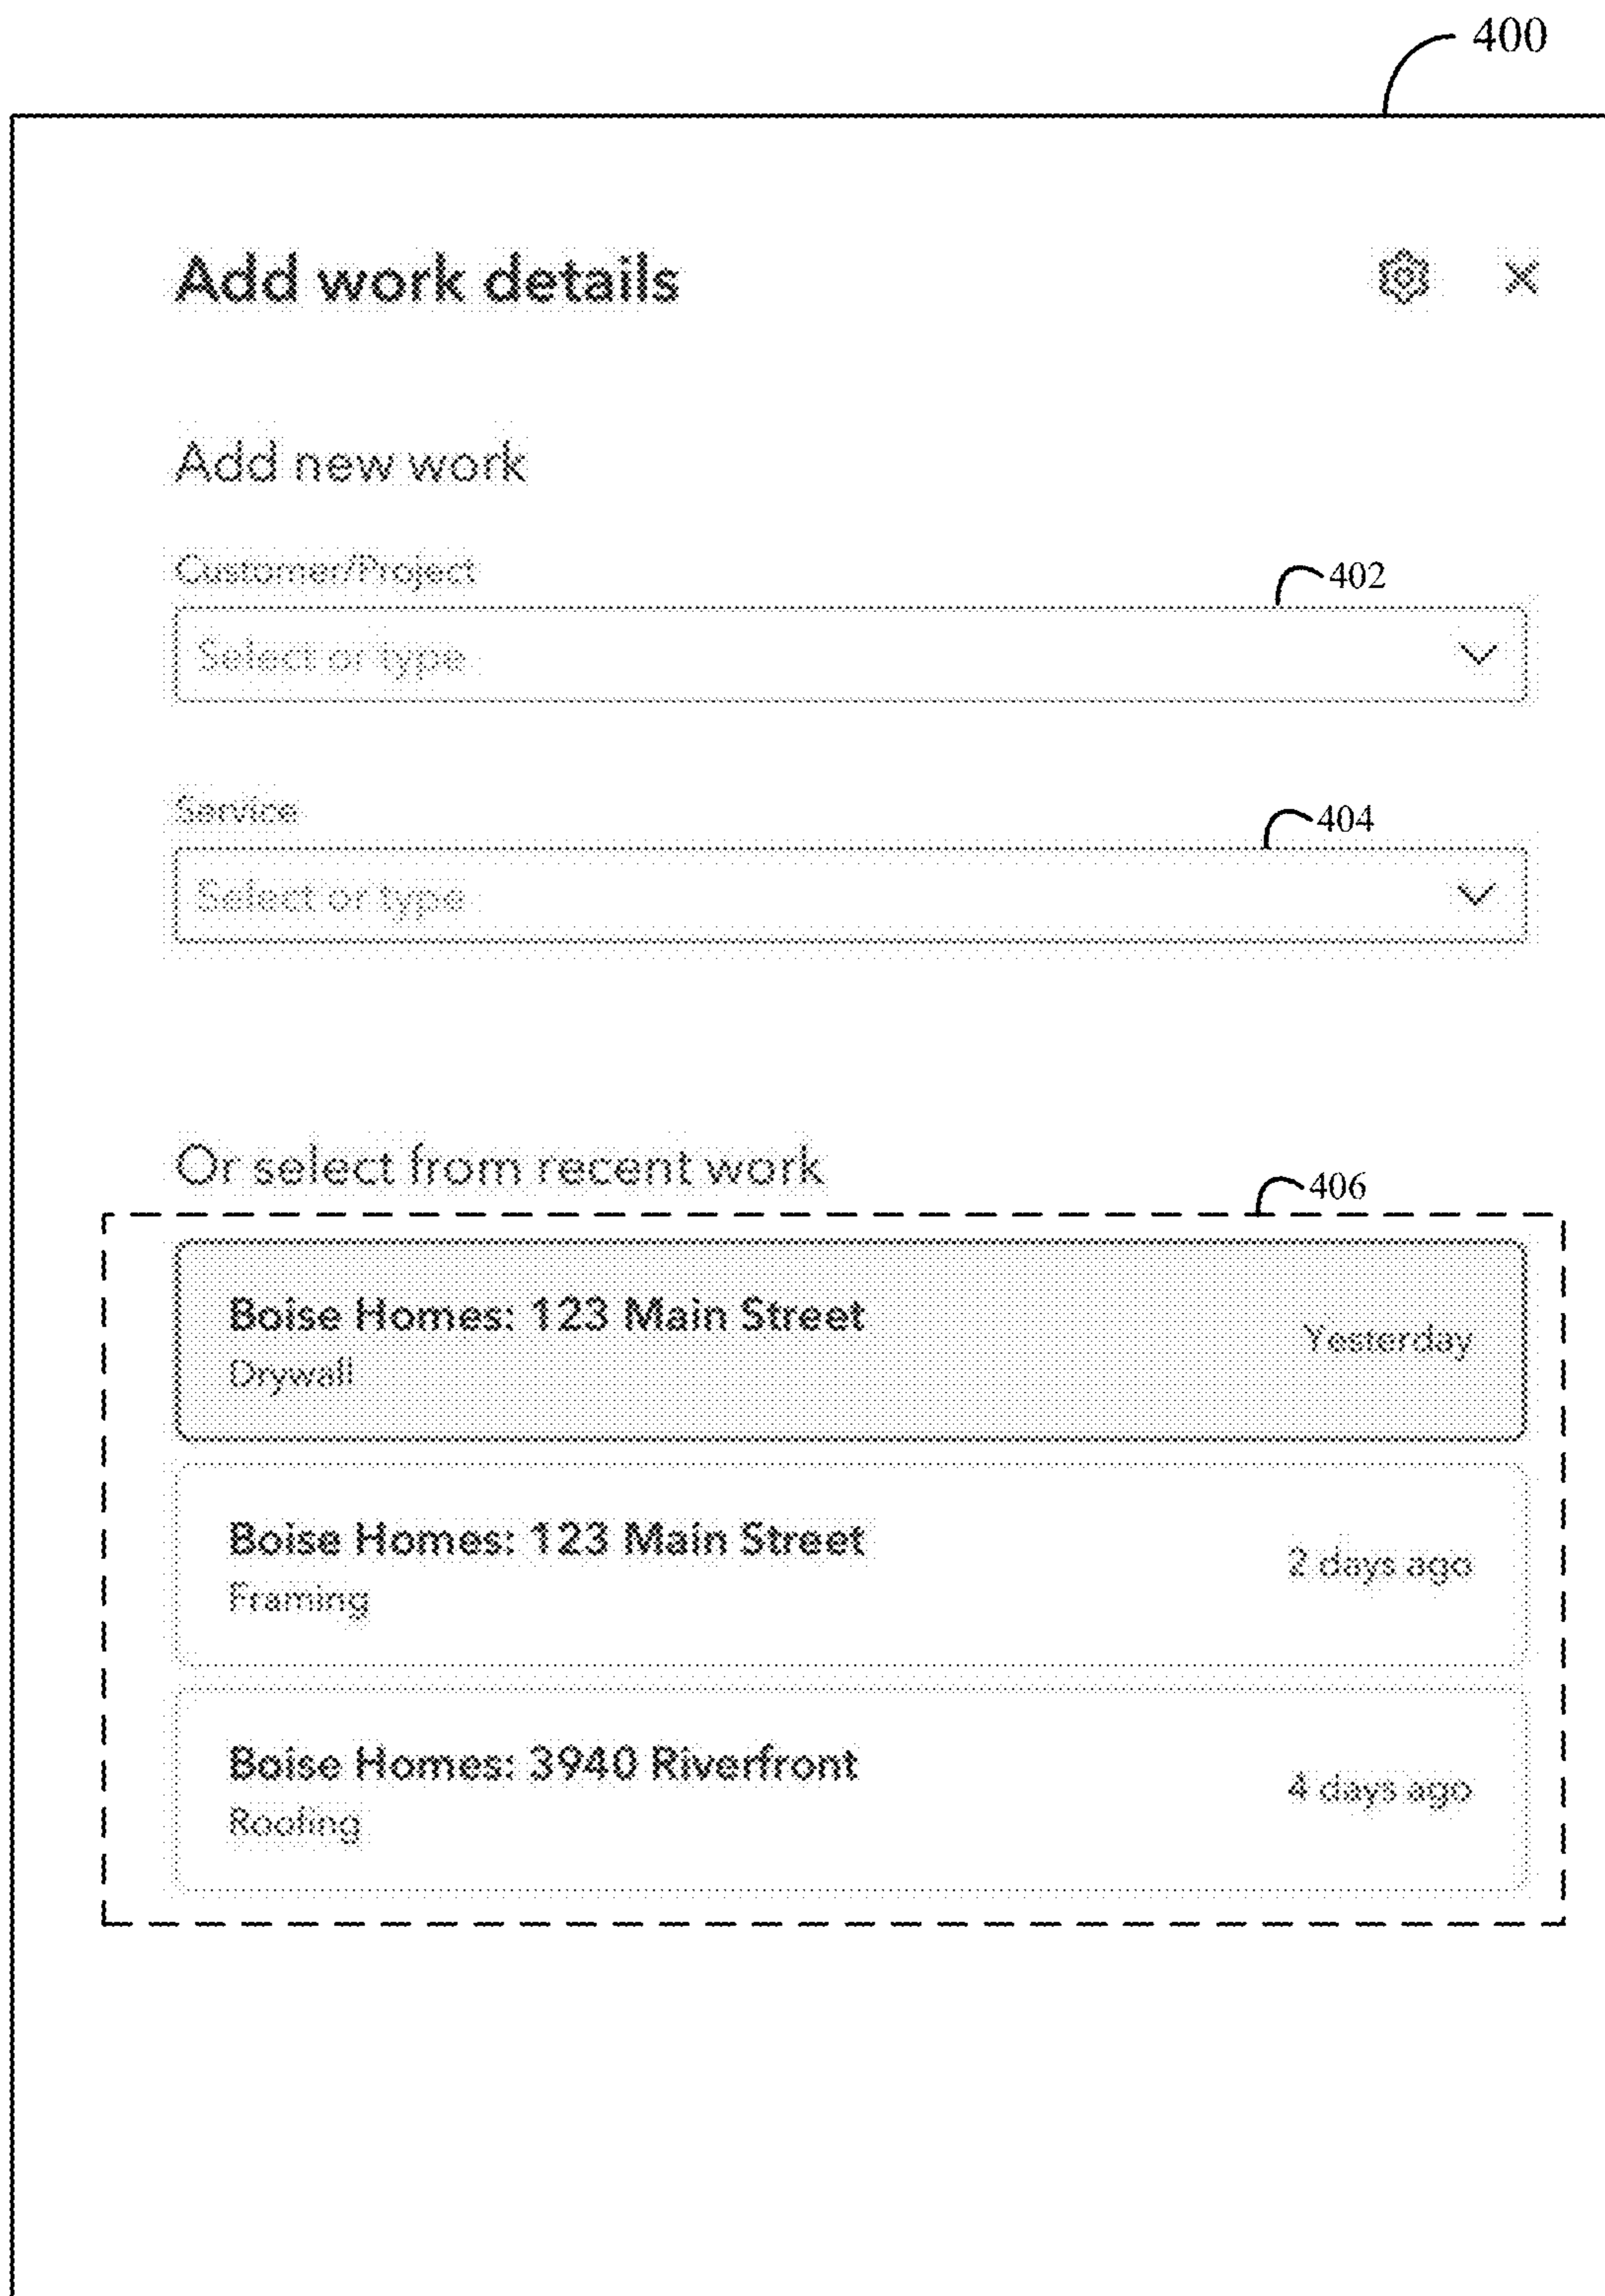 400
Add work details
Add new work
Customer/Project
402
Select or type
Service
404
Select or type
Or select from recent work
406
Boise Homes: 123 Main Street
Yesterday
Drywall
Boise Homes: 123 Main Street
2 days ago
Framing
Boise Homes: 3940 Riverfront
4 days ago
Roofing